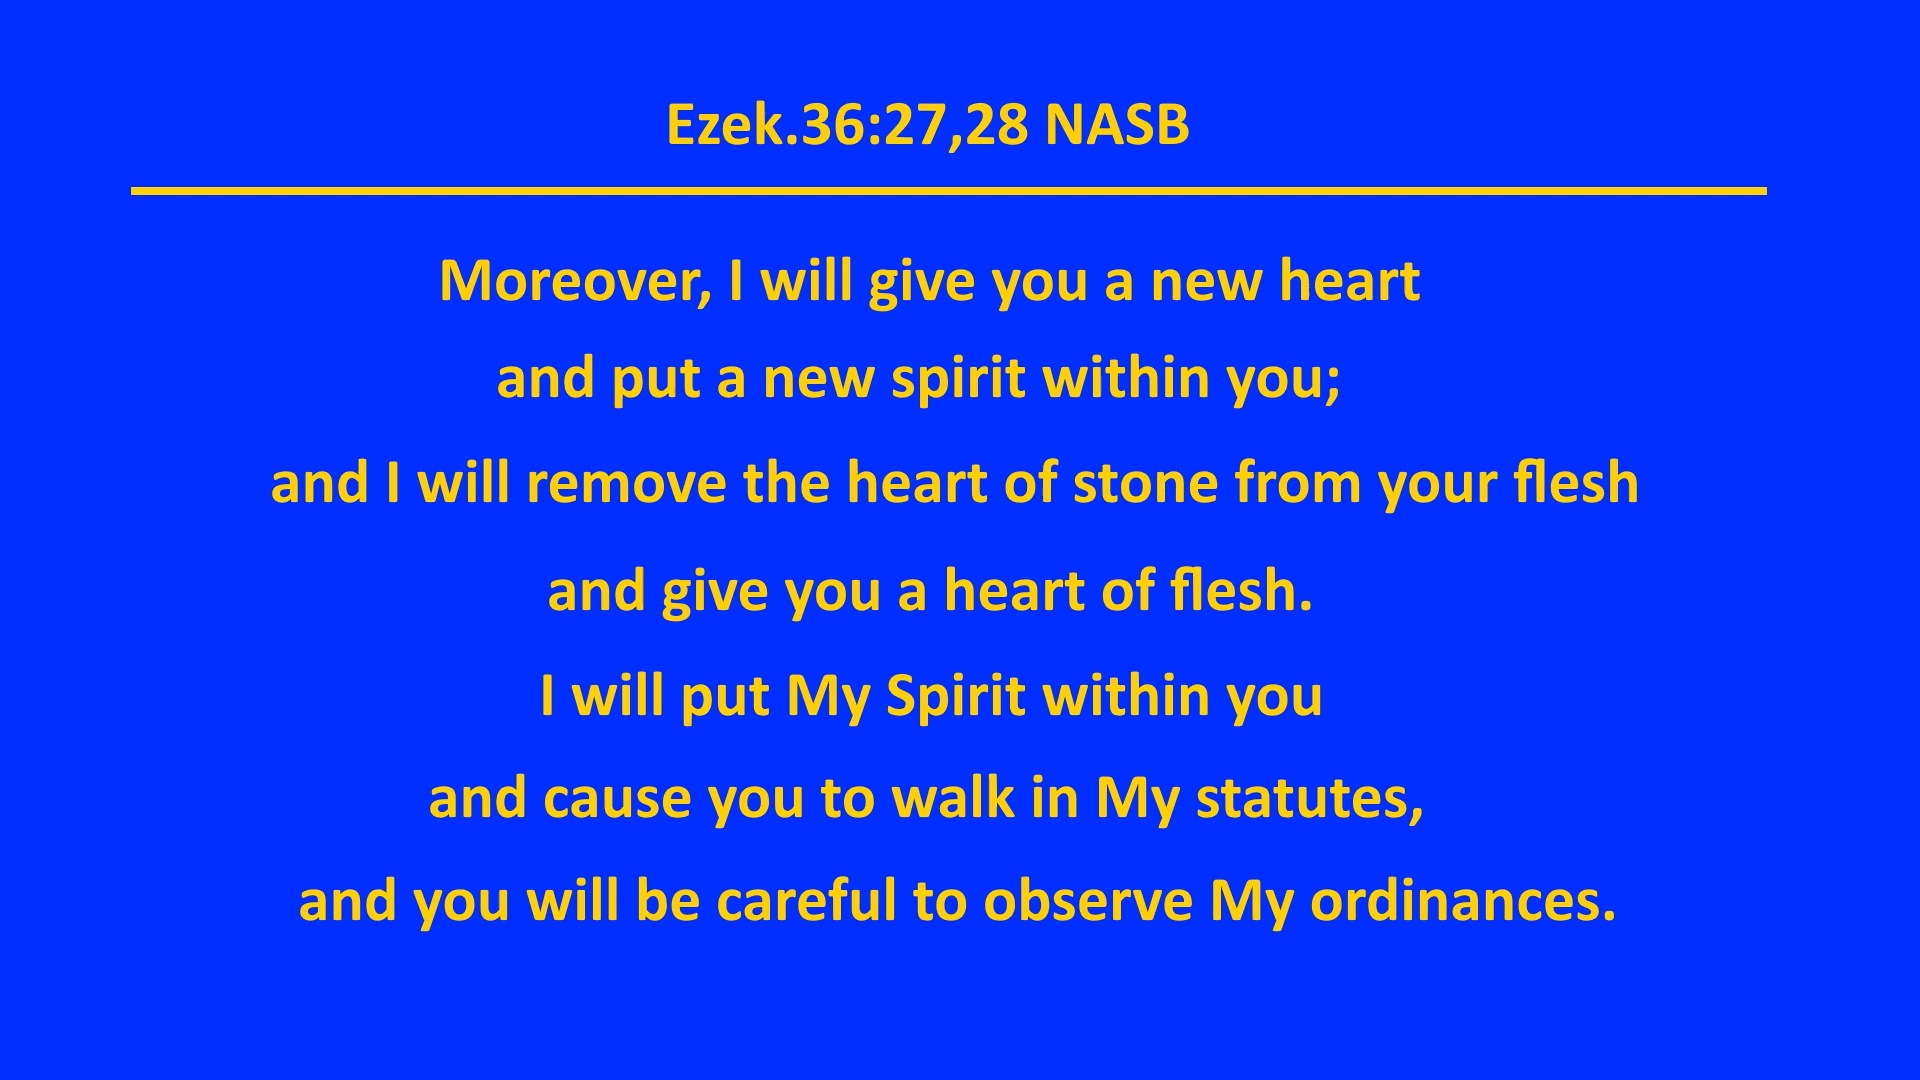 Ezek.36:27,28 NASB
Moreover, I will give you a new heart
and put a new spirit within you;
and I will remove the heart of stone from your flesh
and give you a heart of flesh.
I will put My Spirit within you
and cause you to walk in My statutes,
and you will be careful to observe My ordinances.